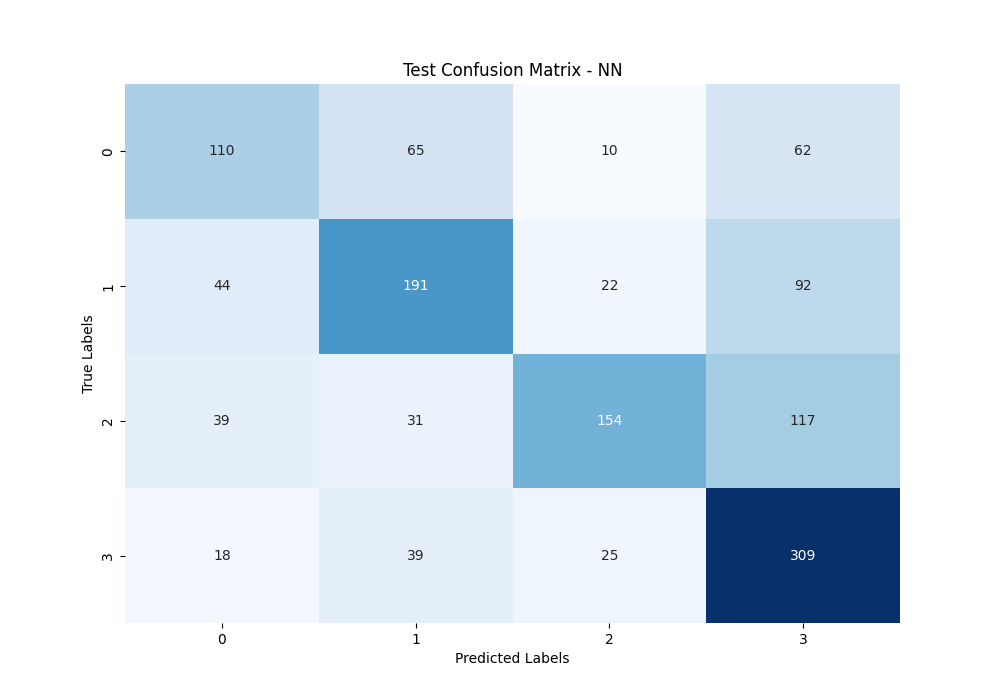 Test Confusion Matrix - NN
True Labels
0 110 65 10 62
1 44 191 22 92
2 39 31 154 117
3 18 39 25 309
0 1 2 3
Predicted Labels